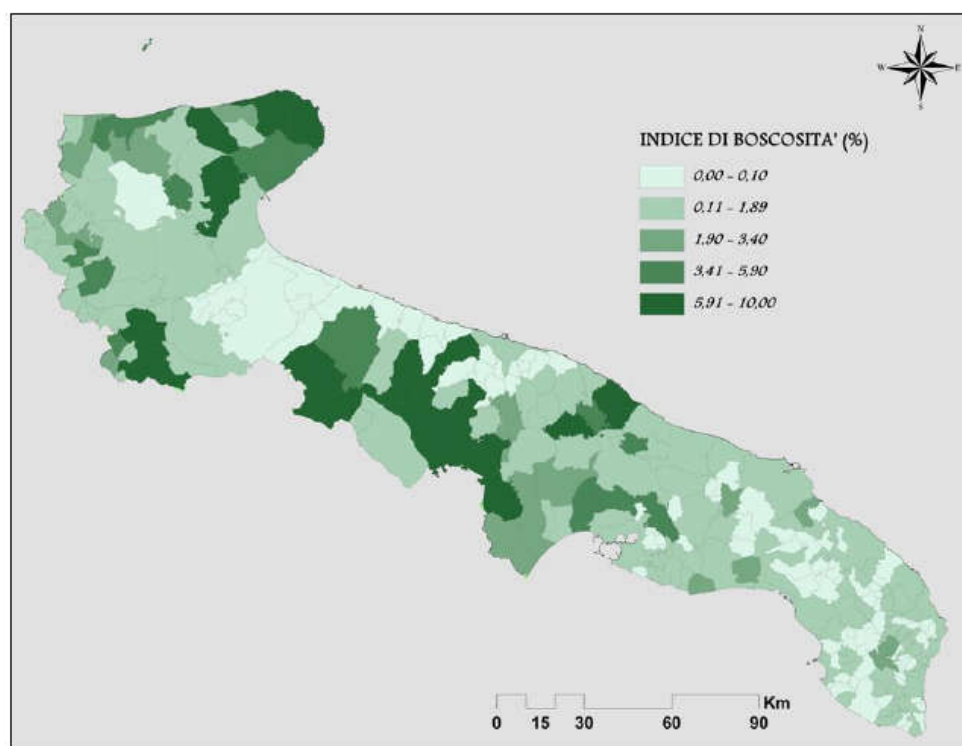 N
W E
S
INDICE DI BOSCOSITA' (%)
0,00 - 0,10
0,11 - 1,89
1,90 - 3,40
3,41 - 5,90
5,91 - 10,00
Km
0 15 30 60 90